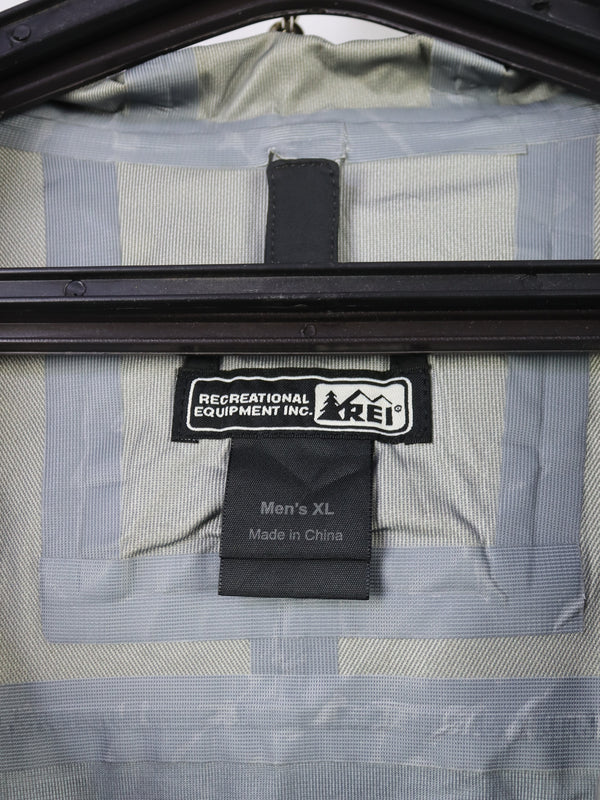 RECREATIONAL
EQUIPMENT INC.
REI
Men's XL
Made in China